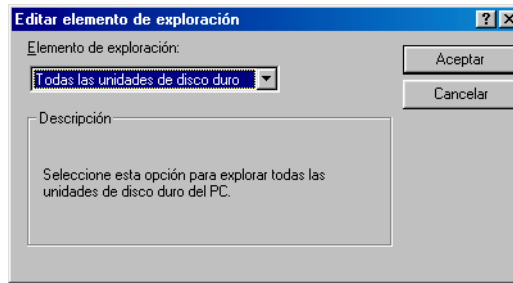 Editar elemento de exploración
Elemento de exploración:
Todas las unidades de disco duro
Aceptar
Cancelar
Descripción
Seleccione esta opción para explorar todas las
unidades de disco duro del PC.